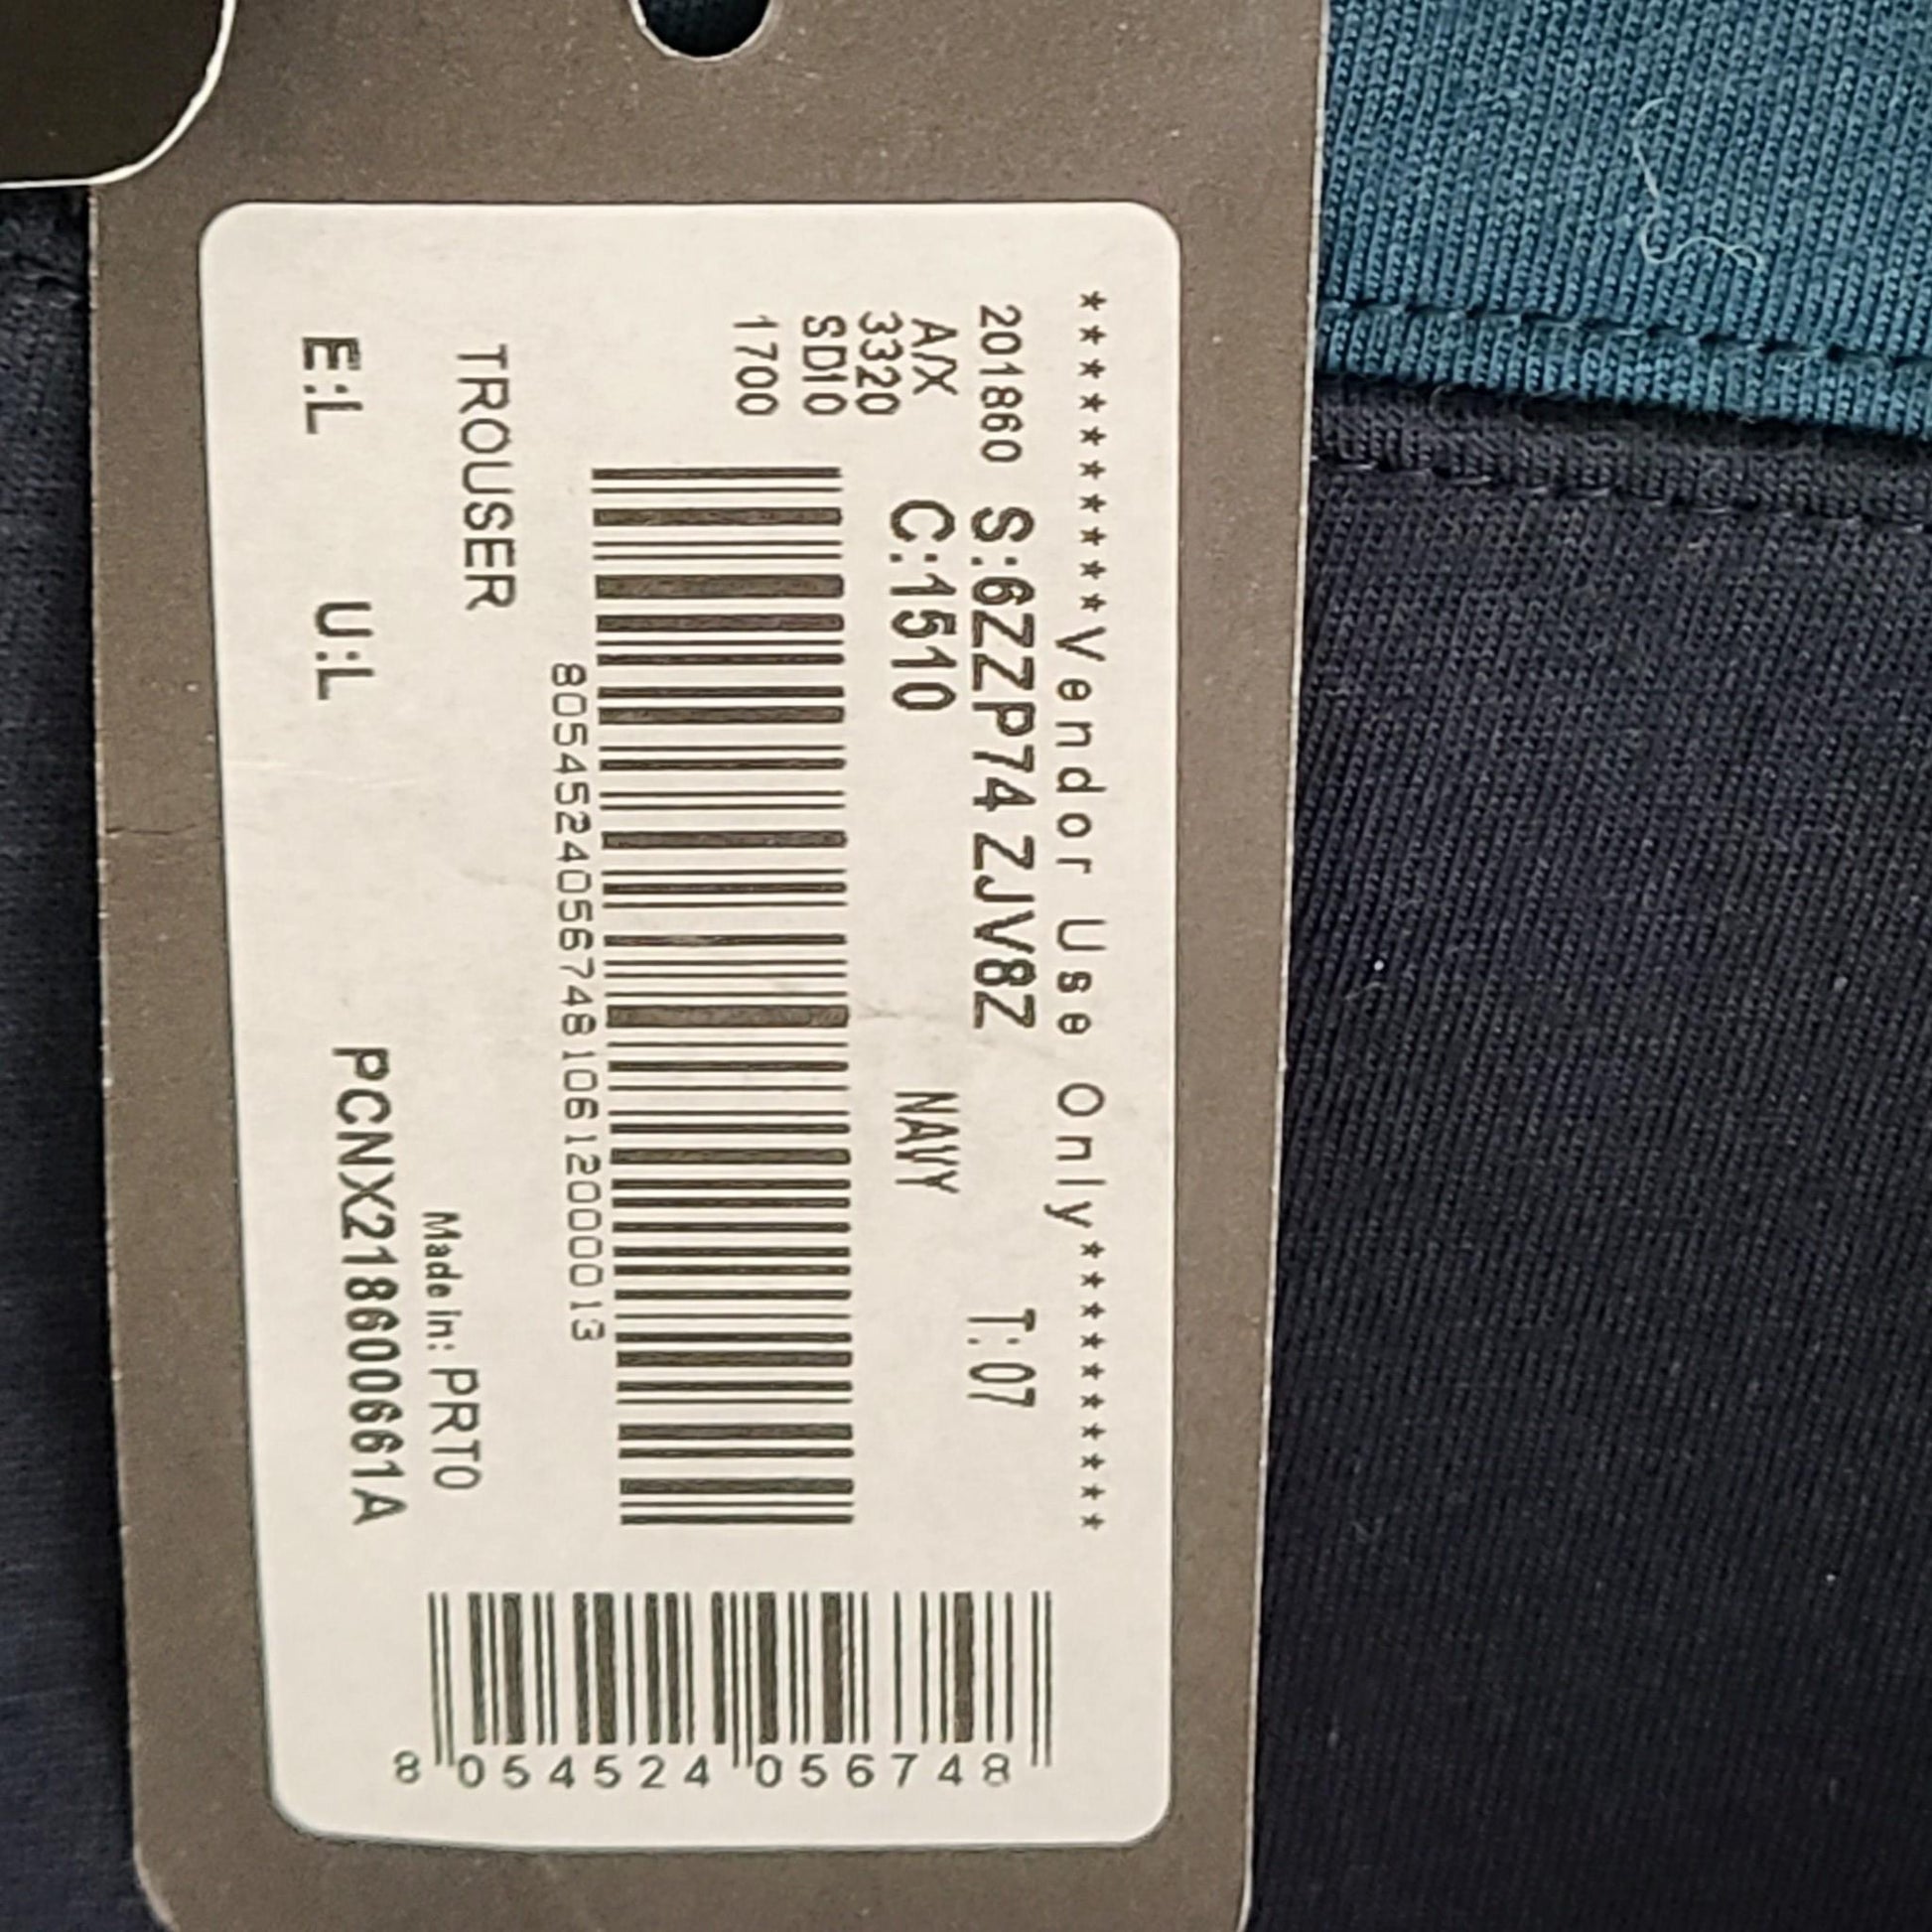 ************Vendor Use Only************
201860 S:6ZZP74 ZJV8Z T:07
A/X C:1510 NAVY
3320
SD10
1700
805452405674810612000013
TROUSER Made in: PRT0
E:L U:L PCNX218600661A
8 054524 056748